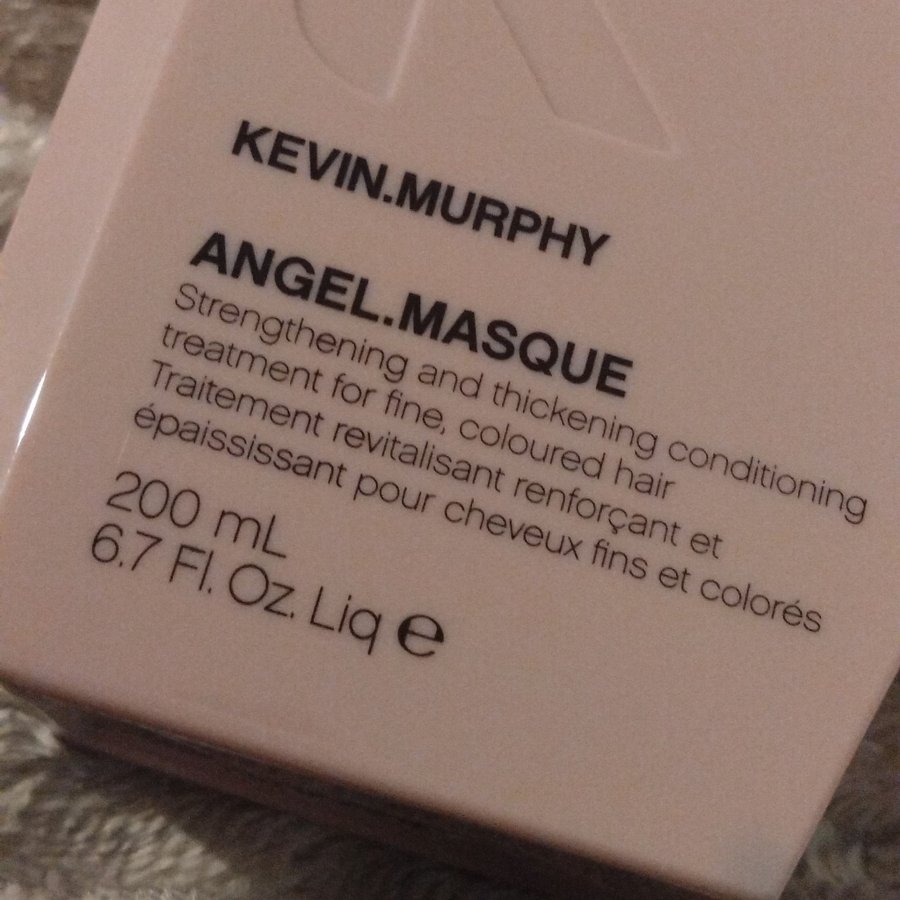 KEVIN.MURPHY
ANGEL.MASQUE
Strengthening and thickening conditioning
treatment for fine, coloured hair
Traitement revitalisant renforçant et
épaississant pour cheveux fins et colorés
200 mL
6.7 Fl. Oz. Liq e